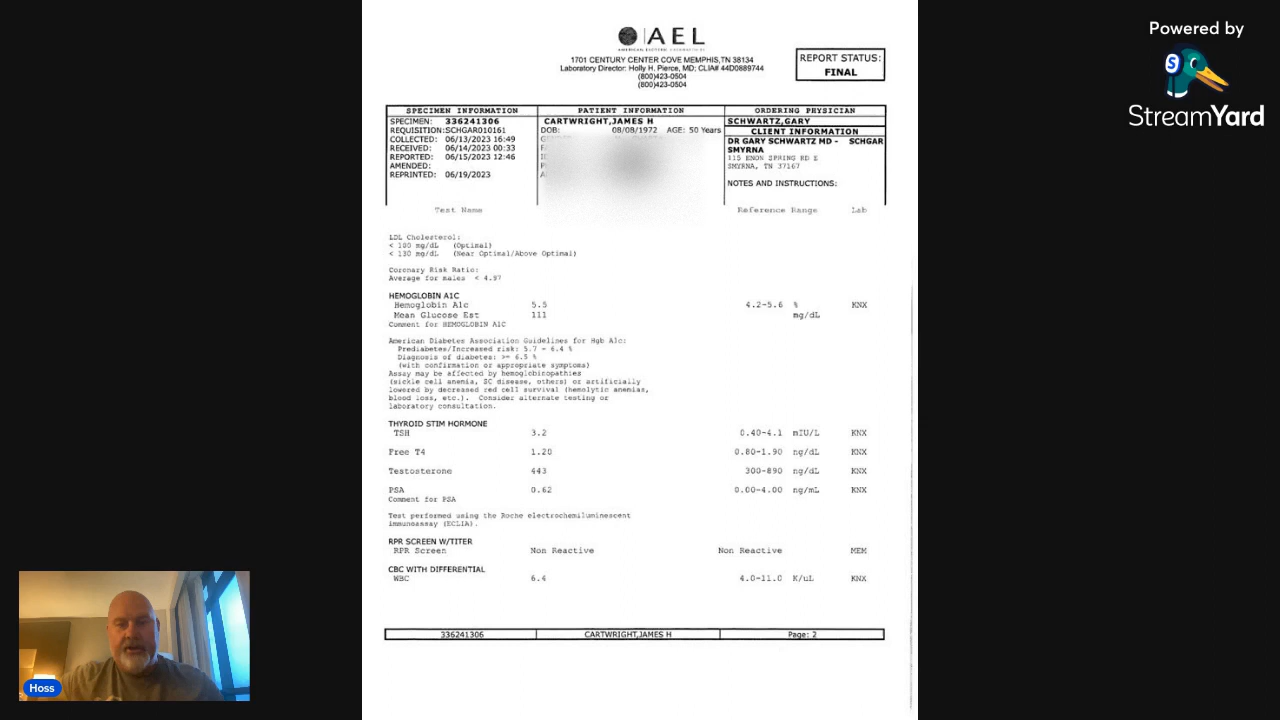 AEL
AMERICAN ESOTERIC LABORATORIES
1701 CENTURY CENTER COVE MEMPHIS,TN 38134
Laboratory Director: Holly H. Pierce, MD; CLIA# 44D0889744
(800)423-0504
(800)423-0504
REPORT STATUS:
FINAL
Powered by
StreamYard
SPECIMEN INFORMATION
SPECIMEN: 336241306
REQUISITION:SCHGAR010161
COLLECTED: 06/13/2023 16:49
RECEIVED: 06/14/2023 00:33
REPORTED: 06/15/2023 12:46
AMENDED:
REPRINTED: 06/19/2023
PATIENT INFORMATION
CARTWRIGHT,JAMES H
DOB: 08/08/1972 AGE: 50 Years
ORDERING PHYSICIAN
SCHWARTZ,GARY
CLIENT INFORMATION
DR GARY SCHWARTZ MD - SCHGAR
SMYRNA
115 ENON SPRING RD E
SMYRNA, TN 37167
NOTES AND INSTRUCTIONS:
Test Name Reference Range Lab
LDL Cholesterol:
< 100 mg/dL (Optimal)
< 130 mg/dL (Near Optimal/Above Optimal)
Coronary Risk Ratio:
Average for males < 4.97
HEMOGLOBIN A1C
Hemoglobin A1c 5.5 4.2-5.6 % KNX
Mean Glucose Est 111 mg/dL
Comment for HEMOGLOBIN A1C
American Diabetes Association Guidelines for Hgb A1c:
Prediabetes/Increased risk: 5.7 - 6.4 %
Diagnosis of diabetes: >= 6.5 %
(with confirmation or appropriate symptoms)
Assay may be affected by hemoglobinopathies
(sickle cell anemia, SC disease, others) or artificially
lowered by decreased red cell survival (hemolytic anemias,
blood loss, etc.). Consider alternate testing or
laboratory consultation.
THYROID STIM HORMONE
TSH 3.2 0.40-4.1 mIU/L KNX
Free T4 1.20 0.80-1.90 ng/dL KNX
Testosterone 443 300-890 ng/dL KNX
PSA 0.62 0.00-4.00 ng/mL KNX
Comment for PSA
Test performed using the Roche electrochemiluminescent
immunoassay (ECLIA).
RPR SCREEN W/TITER
RPR Screen Non Reactive Non Reactive MEM
CBC WITH DIFFERENTIAL
WBC 6.4 4.0-11.0 K/uL KNX
336241306 CARTWRIGHT,JAMES H Page: 2
Hoss